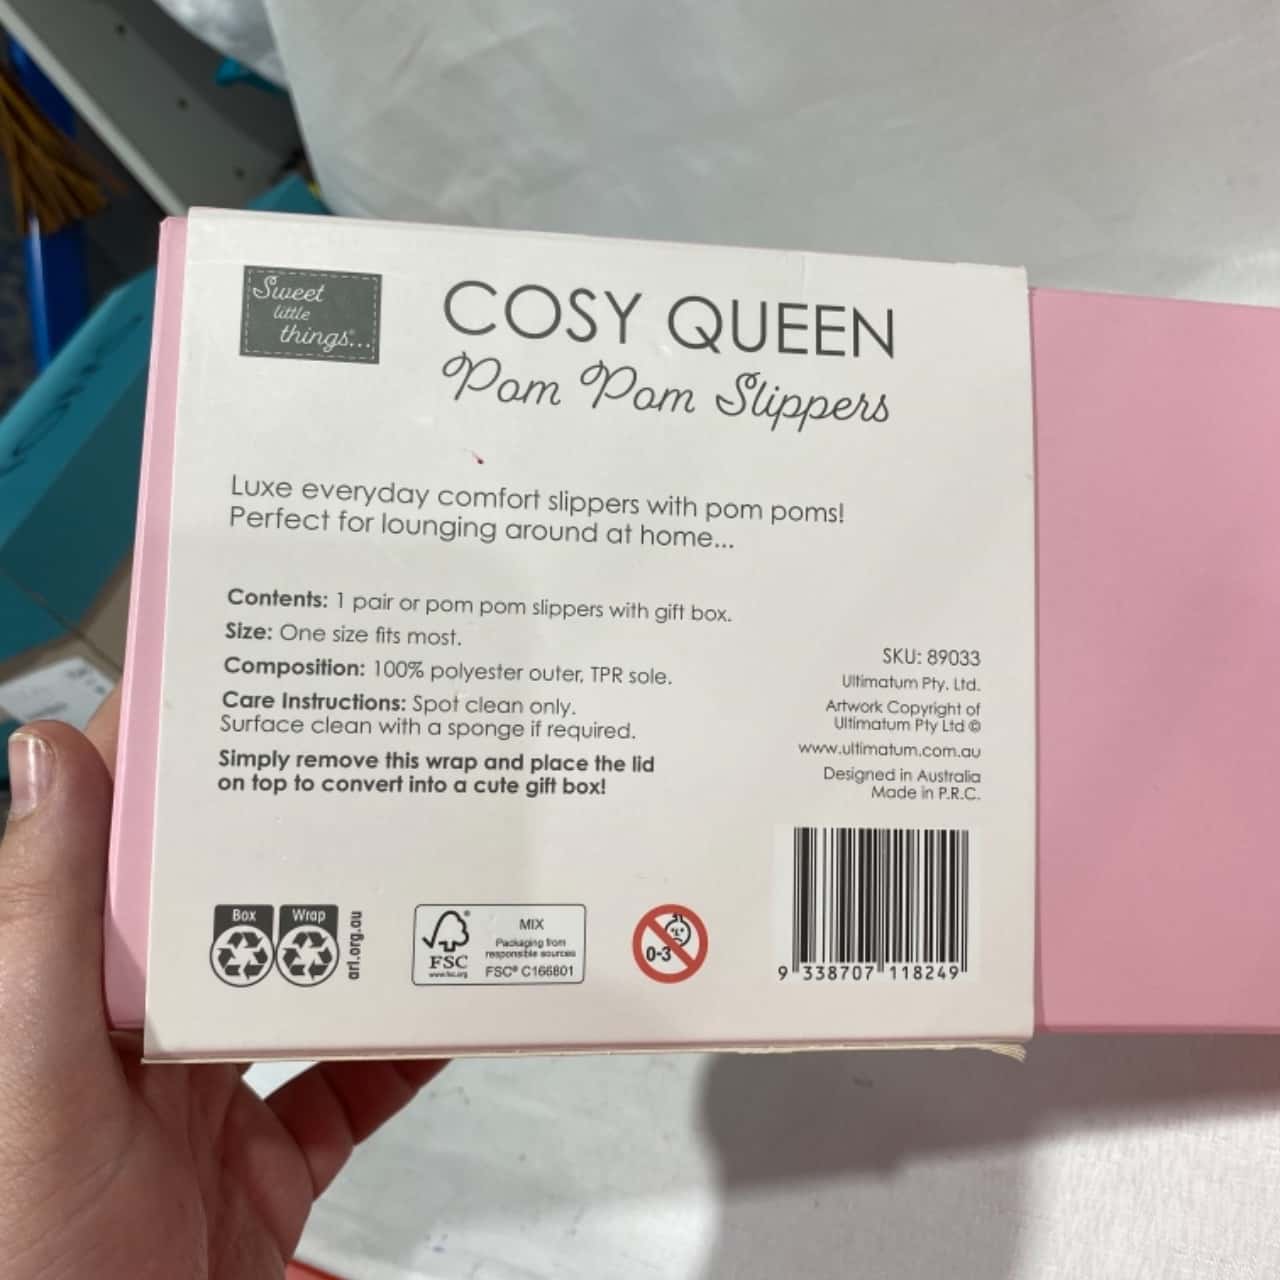 Sweet
little
things®...
COSY QUEEN
Pom Pom Slippers
Luxe everyday comfort slippers with pom poms!
Perfect for lounging around at home...
Contents: 1 pair or pom pom slippers with gift box.
Size: One size fits most.
Composition: 100% polyester outer, TPR sole.
Care Instructions: Spot clean only.
Surface clean with a sponge if required.
Simply remove this wrap and place the lid
on top to convert into a cute gift box!
SKU: 89033
Ultimatum Pty. Ltd.
Artwork Copyright of
Ultimatum Pty Ltd ©
www.ultimatum.com.au
Designed in Australia
Made in P.R.C.
Box
Wrap
arl.org.au
FSC
www.fsc.org
MIX
Packaging from
responsible sources
FSC® C166801
0-3
9 338707 118249